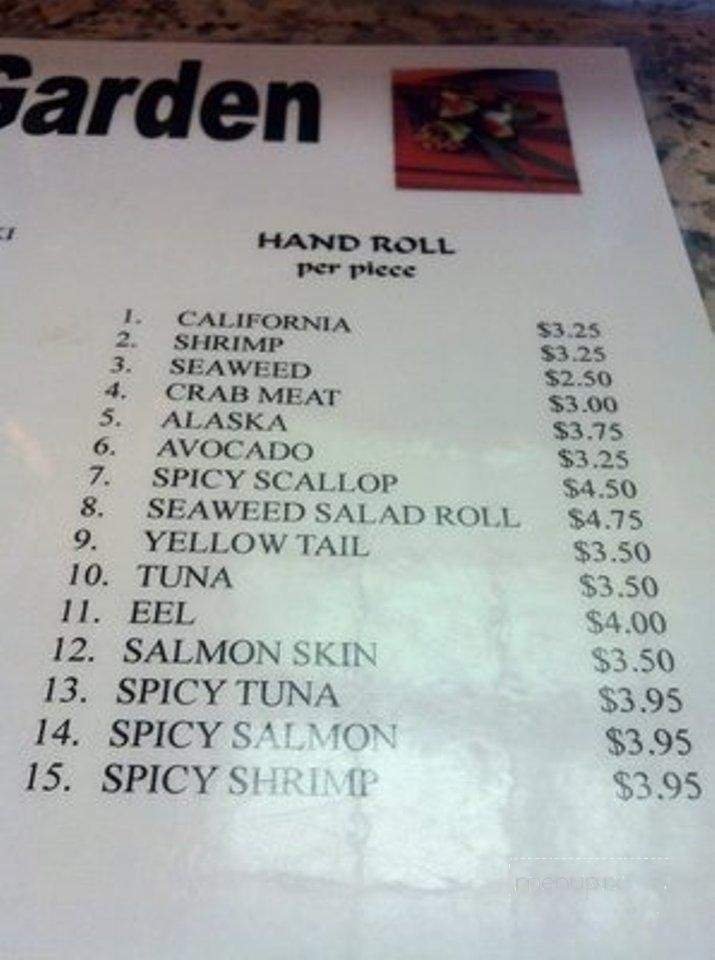 Garden
KI
HAND ROLL
per piece
1. CALIFORNIA $3.25
2. SHRIMP $3.25
3. SEAWEED $2.50
4. CRAB MEAT $3.00
5. ALASKA $3.75
6. AVOCADO $3.25
7. SPICY SCALLOP $4.50
8. SEAWEED SALAD ROLL $4.75
9. YELLOW TAIL $3.50
10. TUNA $3.50
11. EEL $4.00
12. SALMON SKIN $3.50
13. SPICY TUNA $3.95
14. SPICY SALMON $3.95
15. SPICY SHRIMP $3.95